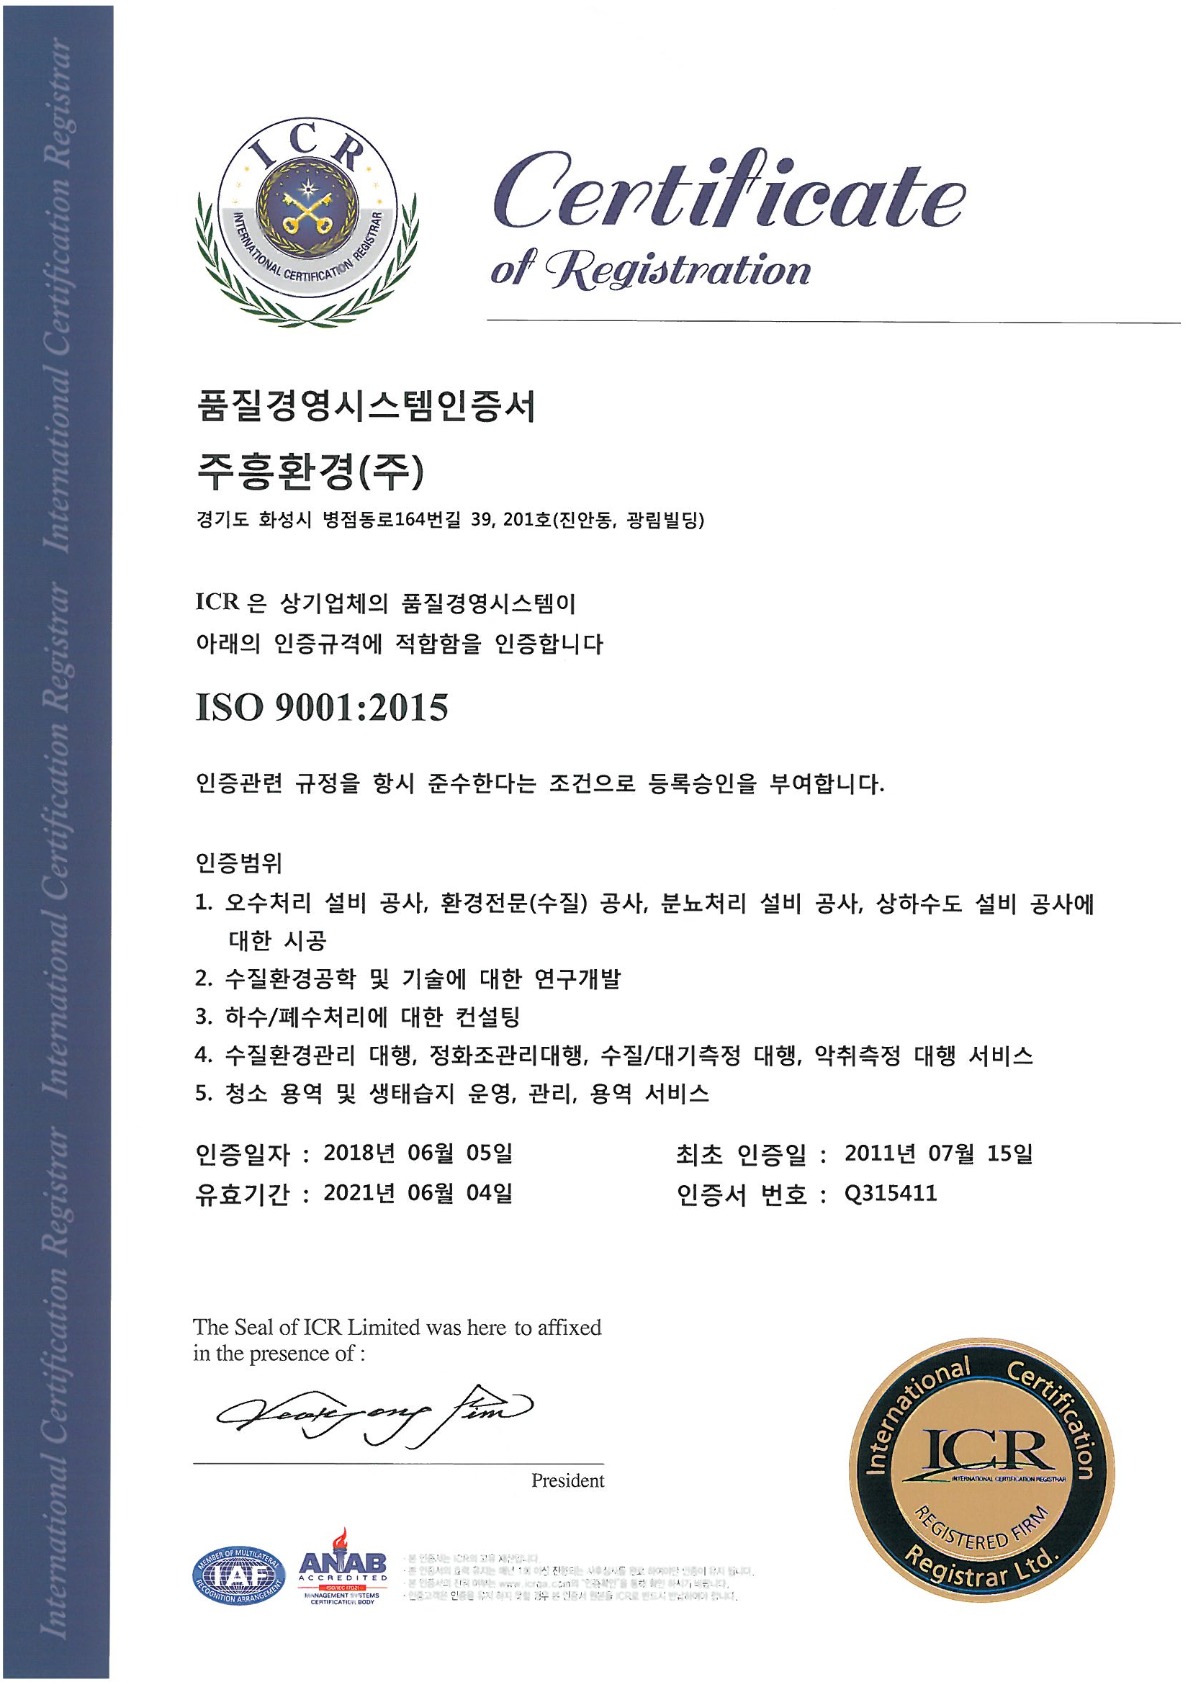 International Certification Registrar International Certification Registrar International Certification Registrar
ICR
INTERNATIONAL CERTIFICATION REGISTRAR
Certificate
of Registration
품질경영시스템인증서
주흥환경(주)
경기도 화성시 병점동로164번길 39, 201호(진안동, 광림빌딩)
ICR 은 상기업체의 품질경영시스템이
아래의 인증규격에 적합함을 인증합니다
ISO 9001:2015
인증관련 규정을 항시 준수한다는 조건으로 등록승인을 부여합니다.
인증범위
1. 오수처리 설비 공사, 환경전문(수질) 공사, 분뇨처리 설비 공사, 상하수도 설비 공사에
대한 시공
2. 수질환경공학 및 기술에 대한 연구개발
3. 하수/폐수처리에 대한 컨설팅
4. 수질환경관리 대행, 정화조관리대행, 수질/대기측정 대행, 악취측정 대행 서비스
5. 청소 용역 및 생태습지 운영, 관리, 용역 서비스
인증일자 : 2018년 06월 05일 최초 인증일 : 2011년 07월 15일
유효기간 : 2021년 06월 04일 인증서 번호 : Q315411
The Seal of ICR Limited was here to affixed
in the presence of :
President
International Certification
ICR
INTERNATIONAL CERTIFICATION REGISTRAR
REGISTERED FIRM
Registrar Ltd.
MEMBER OF MULTILATERAL
IAF
RECOGNITION ARRANGEMENT
ANAB
ACCREDITED
MANAGEMENT SYSTEMS
CERTIFICATION BODY